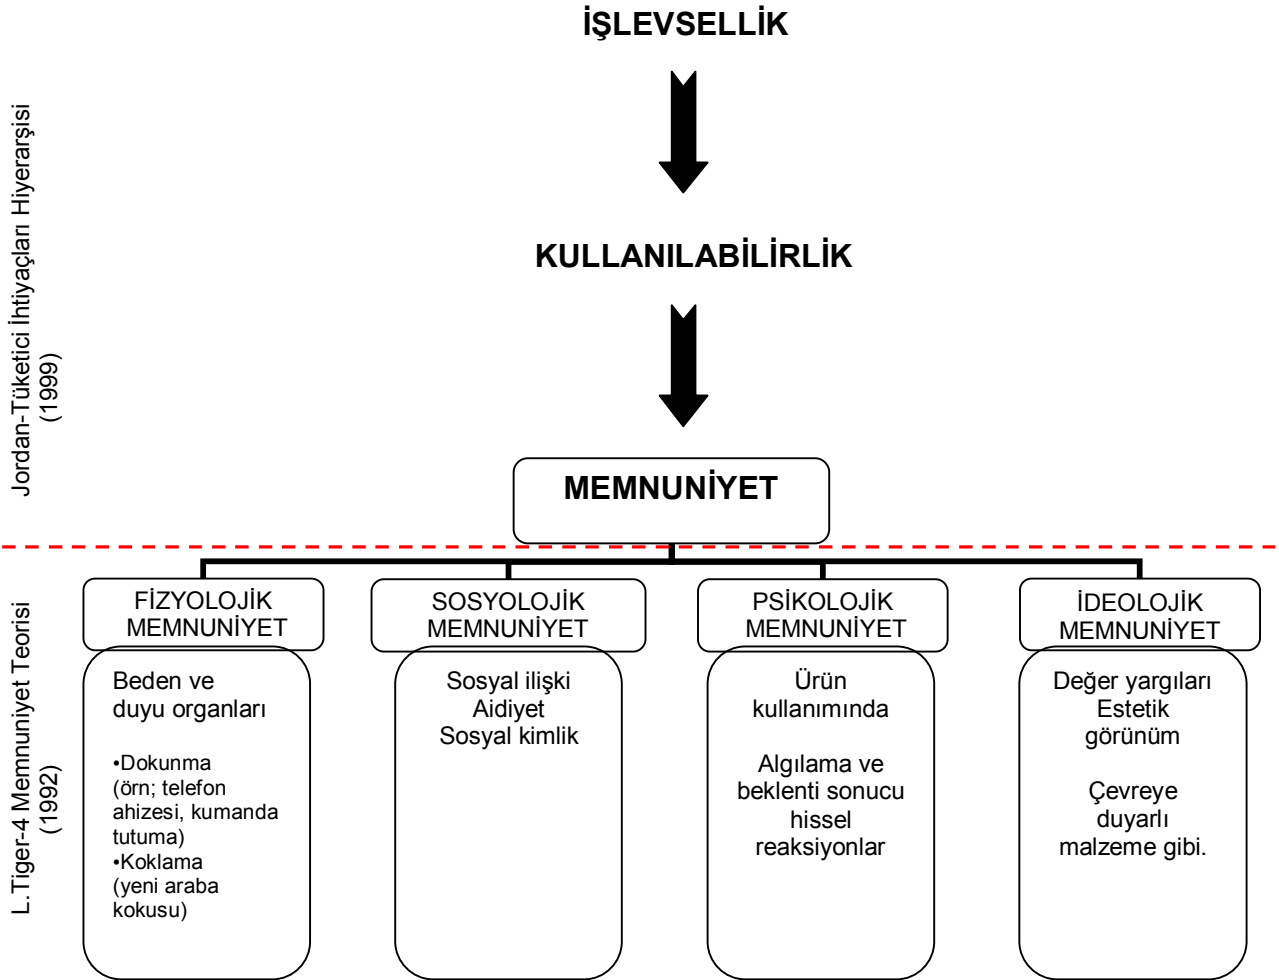 İŞLEVSELLİK
Jordan-Tüketici İhtiyaçları Hiyerarşisi
(1999)
KULLANILABİLİRLİK
MEMNUNİYET
L.Tiger-4 Memnuniyet Teorisi
(1992)
FİZYOLOJİK
MEMNUNİYET
Beden ve
duyu organları
•Dokunma
(örn; telefon
ahizesi, kumanda
tutuma)
•Koklama
(yeni araba
kokusu)
SOSYOLOJİK
MEMNUNİYET
Sosyal ilişki
Aidiyet
Sosyal kimlik
PSİKOLOJİK
MEMNUNİYET
Ürün
kullanımında
Algılama ve
beklenti sonucu
hissel
reaksiyonlar
İDEOLOJİK
MEMNUNİYET
Değer yargıları
Estetik
görünüm
Çevreye
duyarlı
malzeme gibi.